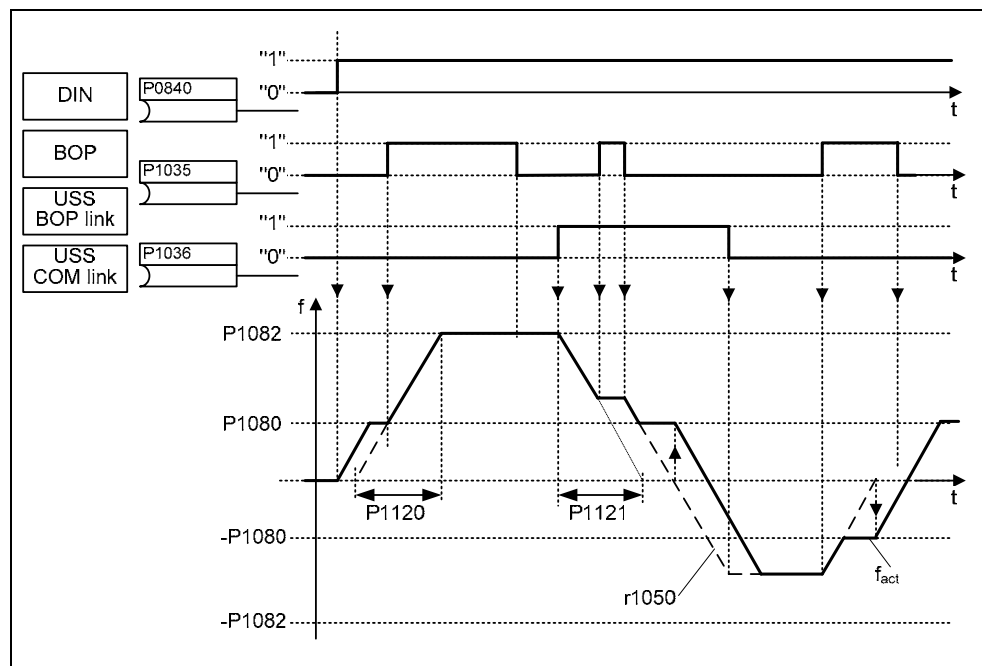 "1"
P0840
DIN
"0"
t
BOP
"1"
P1035
"0"
t
USS
BOP link
"1"
P1036
USS
COM link
"0"
t
f
P1082
P1080
t
P1120
P1121
-P1080
fact
r1050
-P1082